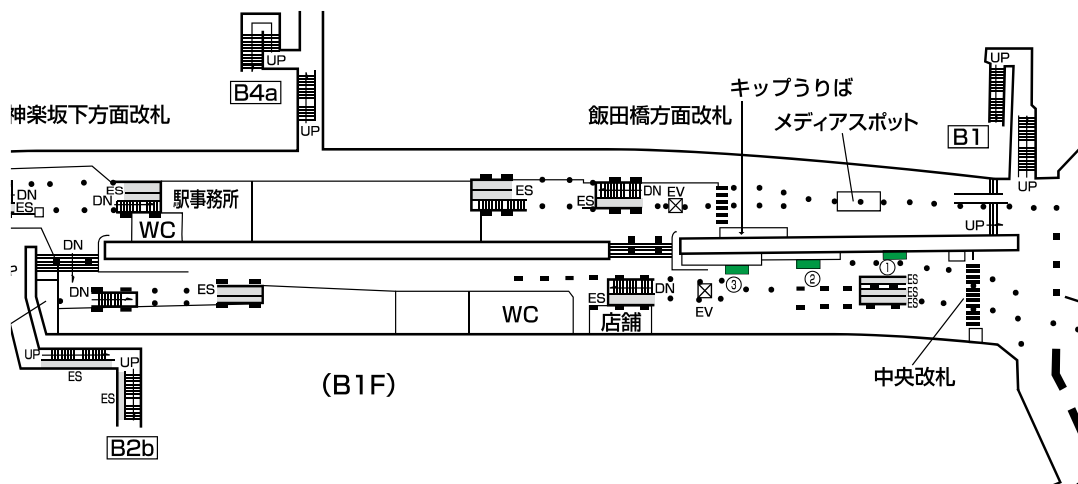 UP
B4a
UP
神楽坂下方面改札
飯田橋方面改札
キップうりば
メディアスポット
UP
B1
UP
DN
ES
ES
DN
駅事務所
WC
ES
ES
DN
EV
UP
DN
DN
ES
WC
ES
DN
店舗
EV
③
②
①
ES
ES
ES
中央改札
UP
ES
UP
ES
B2b
(B1F)